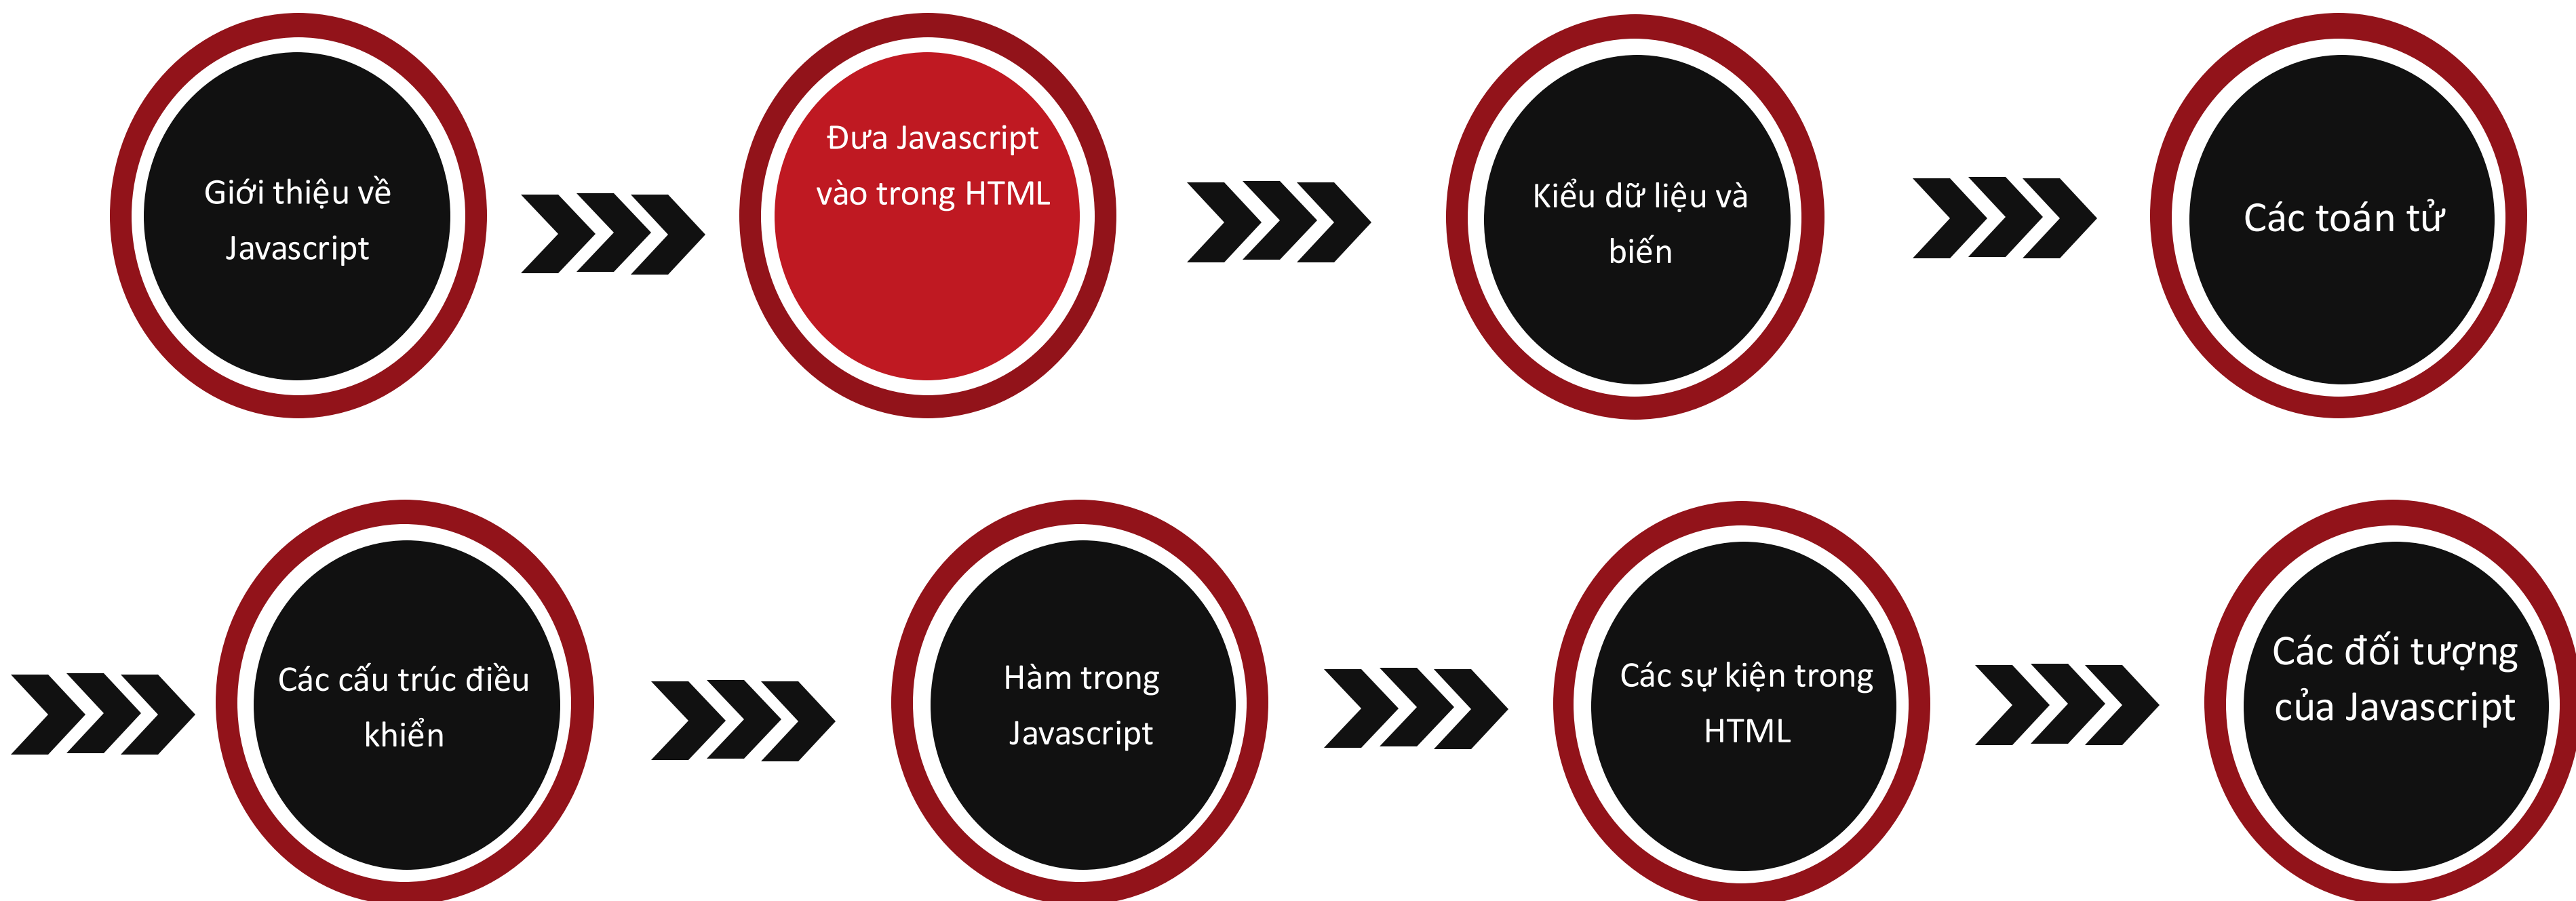 Giới thiệu về
Javascript
Đưa Javascript
vào trong HTML
Kiểu dữ liệu và
biến
Các toán tử
Các cấu trúc điều
khiển
Hàm trong
Javascript
Các sự kiện trong
HTML
Các đối tượng
của Javascript